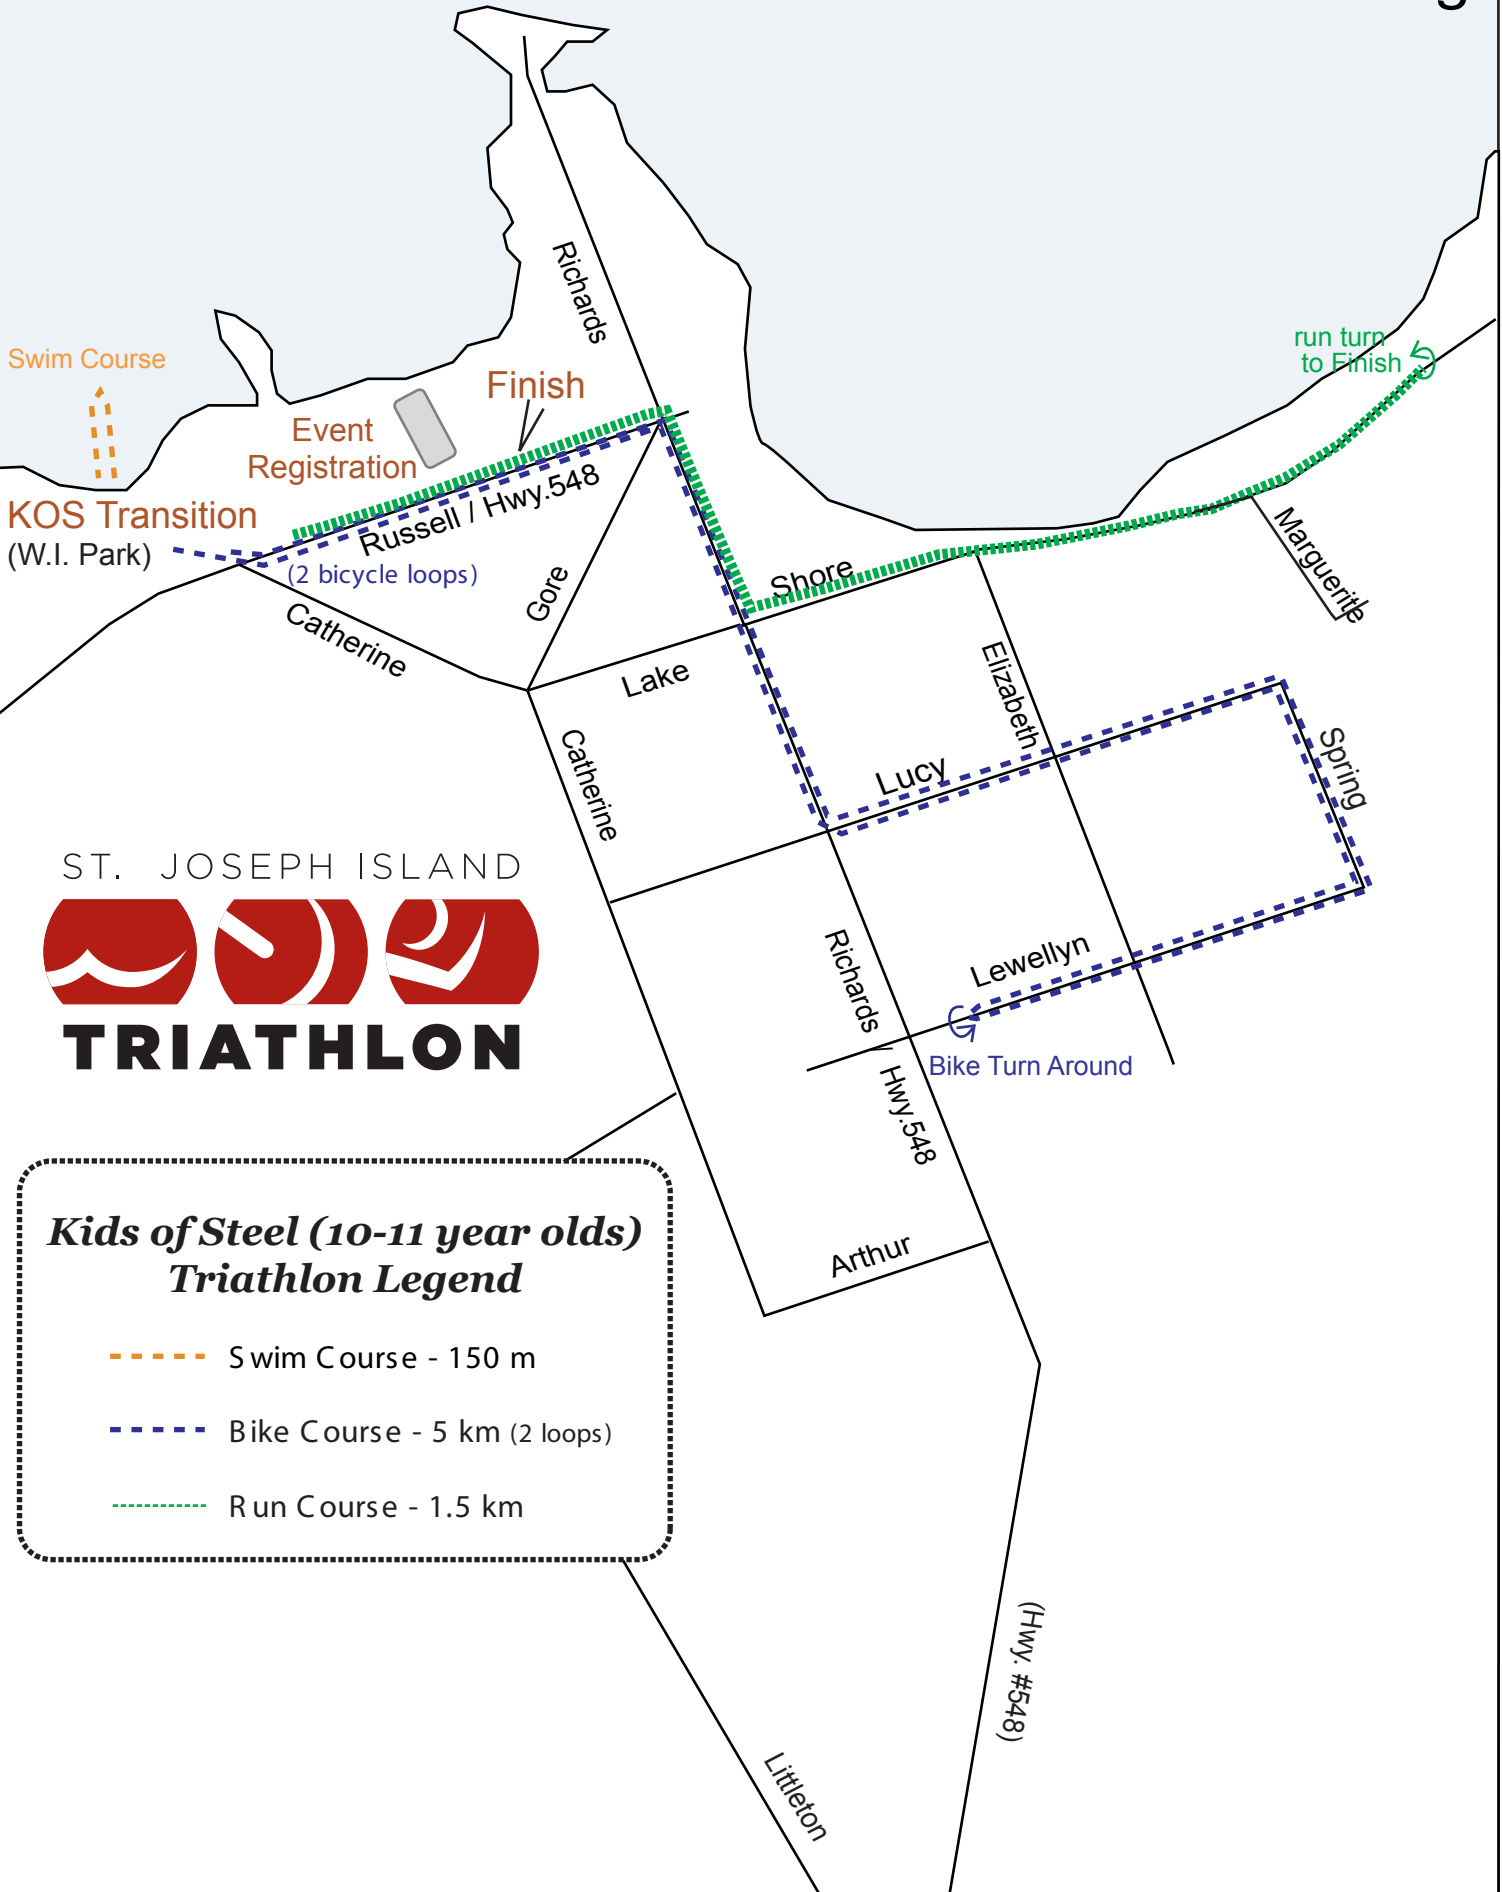 g
Richards
run turn
to Finish
Swim Course
Finish
Event
Registration
KOS Transition
(W.I. Park)
Russell / Hwy.548
(2 bicycle loops)
Marguerite
Shore
Gore
Catherine
Lake
Elizabeth
Catherine
Lucy
Spring
ST. JOSEPH ISLAND
TRIATHLON
Richards / Hwy.548
Lewellyn
Bike Turn Around
Kids of Steel (10-11 year olds)
Triathlon Legend
Arthur
Swim Course - 150 m
Bike Course - 5 km (2 loops)
Run Course - 1.5 km
(Hwy. #548)
Littleton